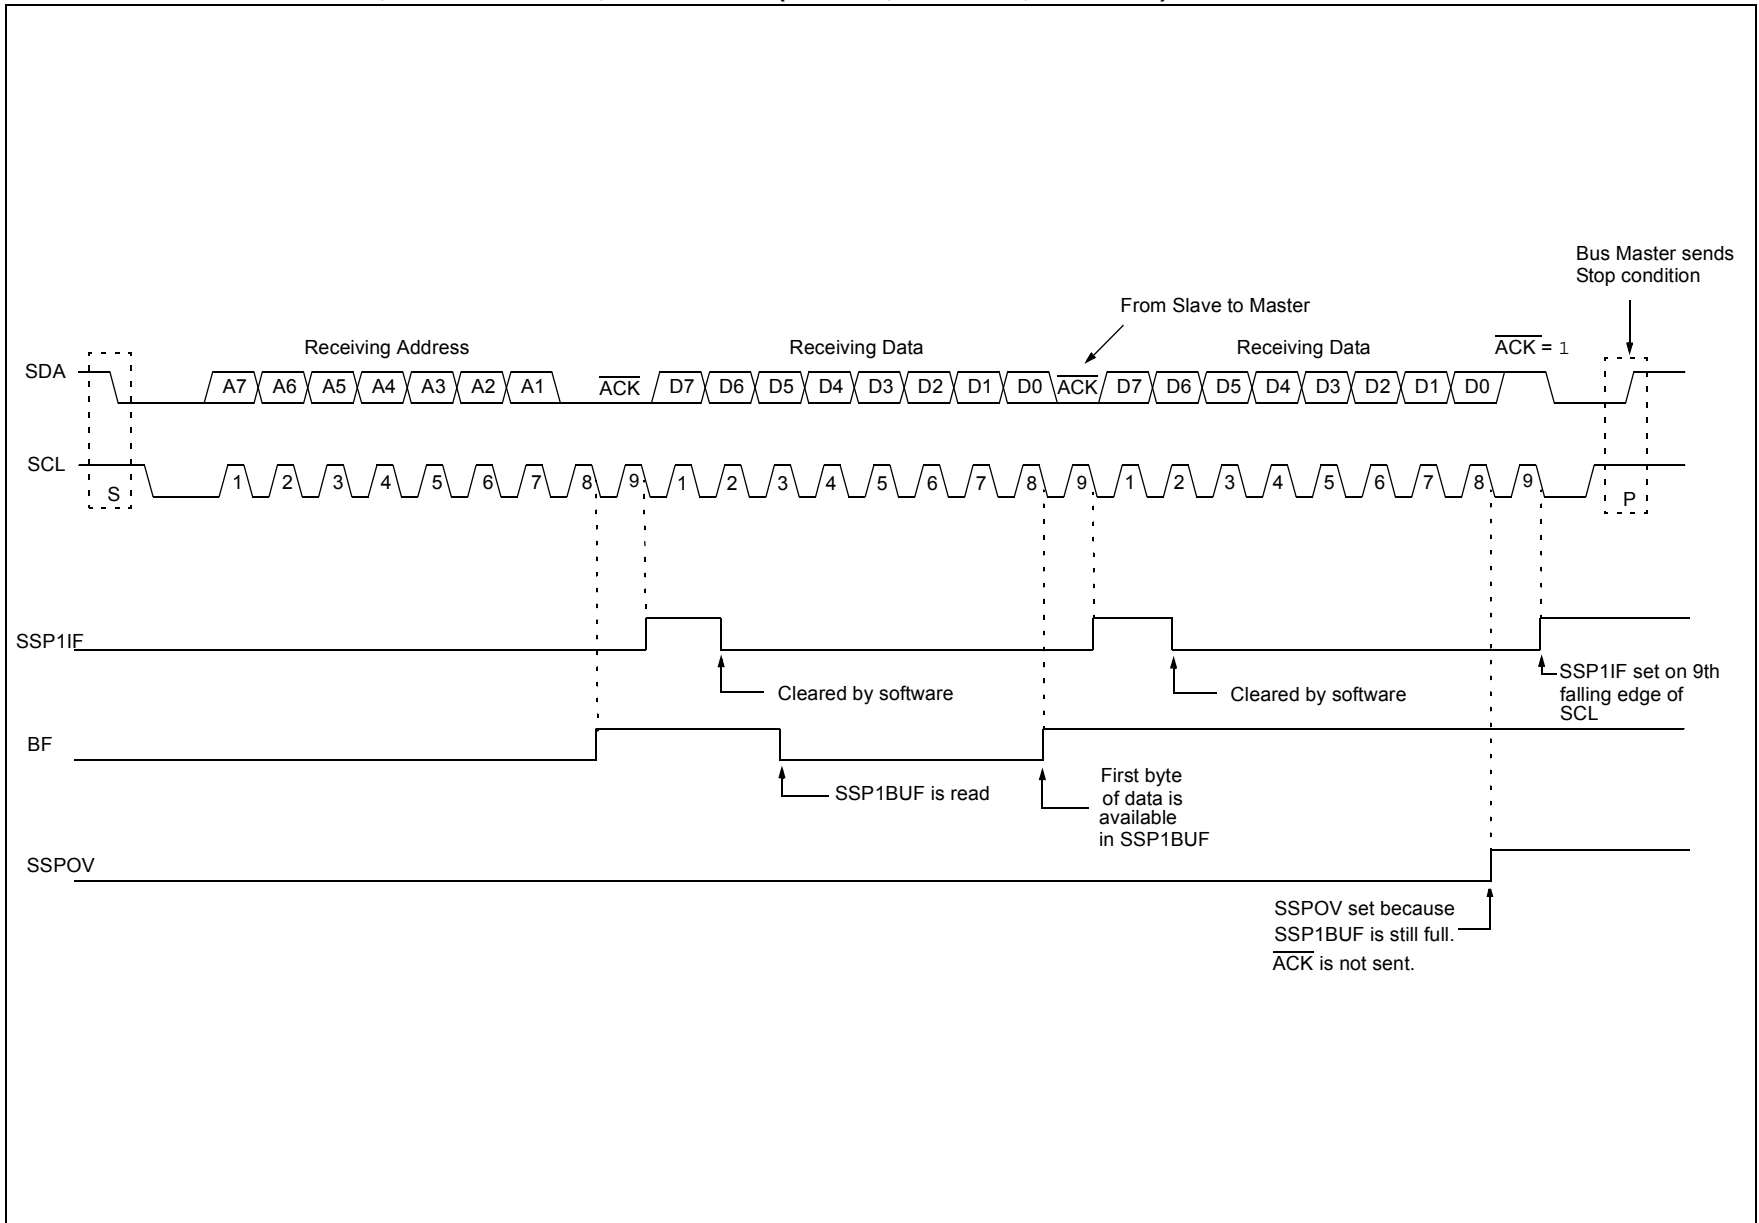 Bus Master sends
Stop condition
From Slave to Master
Receiving Address
Receiving Data
Receiving Data
ACK = 1
SDA
A7 A6 A5 A4 A3 A2 A1 ACK D7 D6 D5 D4 D3 D2 D1 D0 ACK D7 D6 D5 D4 D3 D2 D1 D0
SCL
S
1 2 3 4 5 6 7 8 9 1 2 3 4 5 6 7 8 9 1 2 3 4 5 6 7 8 9
P
SSP1IF
Cleared by software
Cleared by software
SSP1IF set on 9th
falling edge of
SCL
BF
SSP1BUF is read
First byte
of data is
available
in SSP1BUF
SSPOV
SSPOV set because
SSP1BUF is still full.
ACK is not sent.